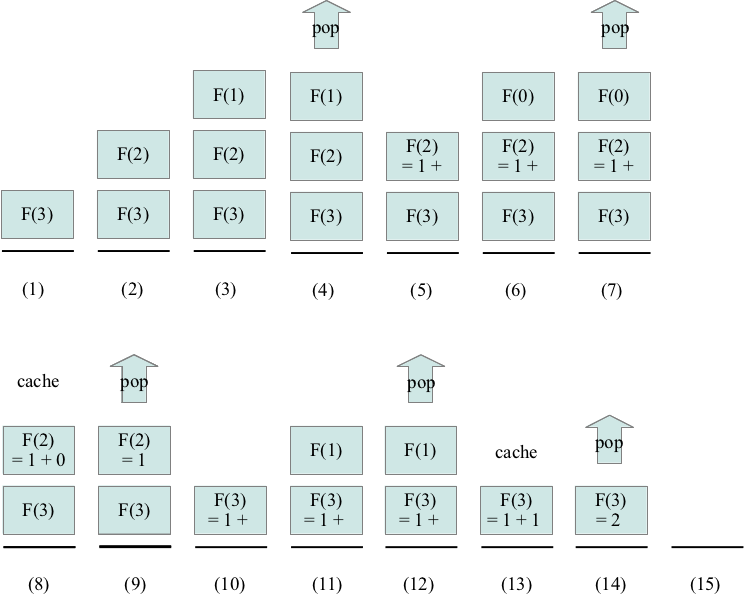 pop pop
F(1) F(1) F(0) F(0)
F(2) F(2) F(2) F(2)
= 1 + F(2)
= 1 + F(2)
= 1 +
F(3) F(3) F(3) F(3) F(3) F(3) F(3)
(1) (2) (3) (4) (5) (6) (7)
cache pop pop
F(2)
= 1 + 0 F(2)
= 1 F(1) F(1) cache pop
F(3) F(3) F(3)
= 1 + F(3)
= 1 + F(3)
= 1 + F(3)
= 1 + 1 F(3)
= 2
(8) (9) (10) (11) (12) (13) (14) (15)